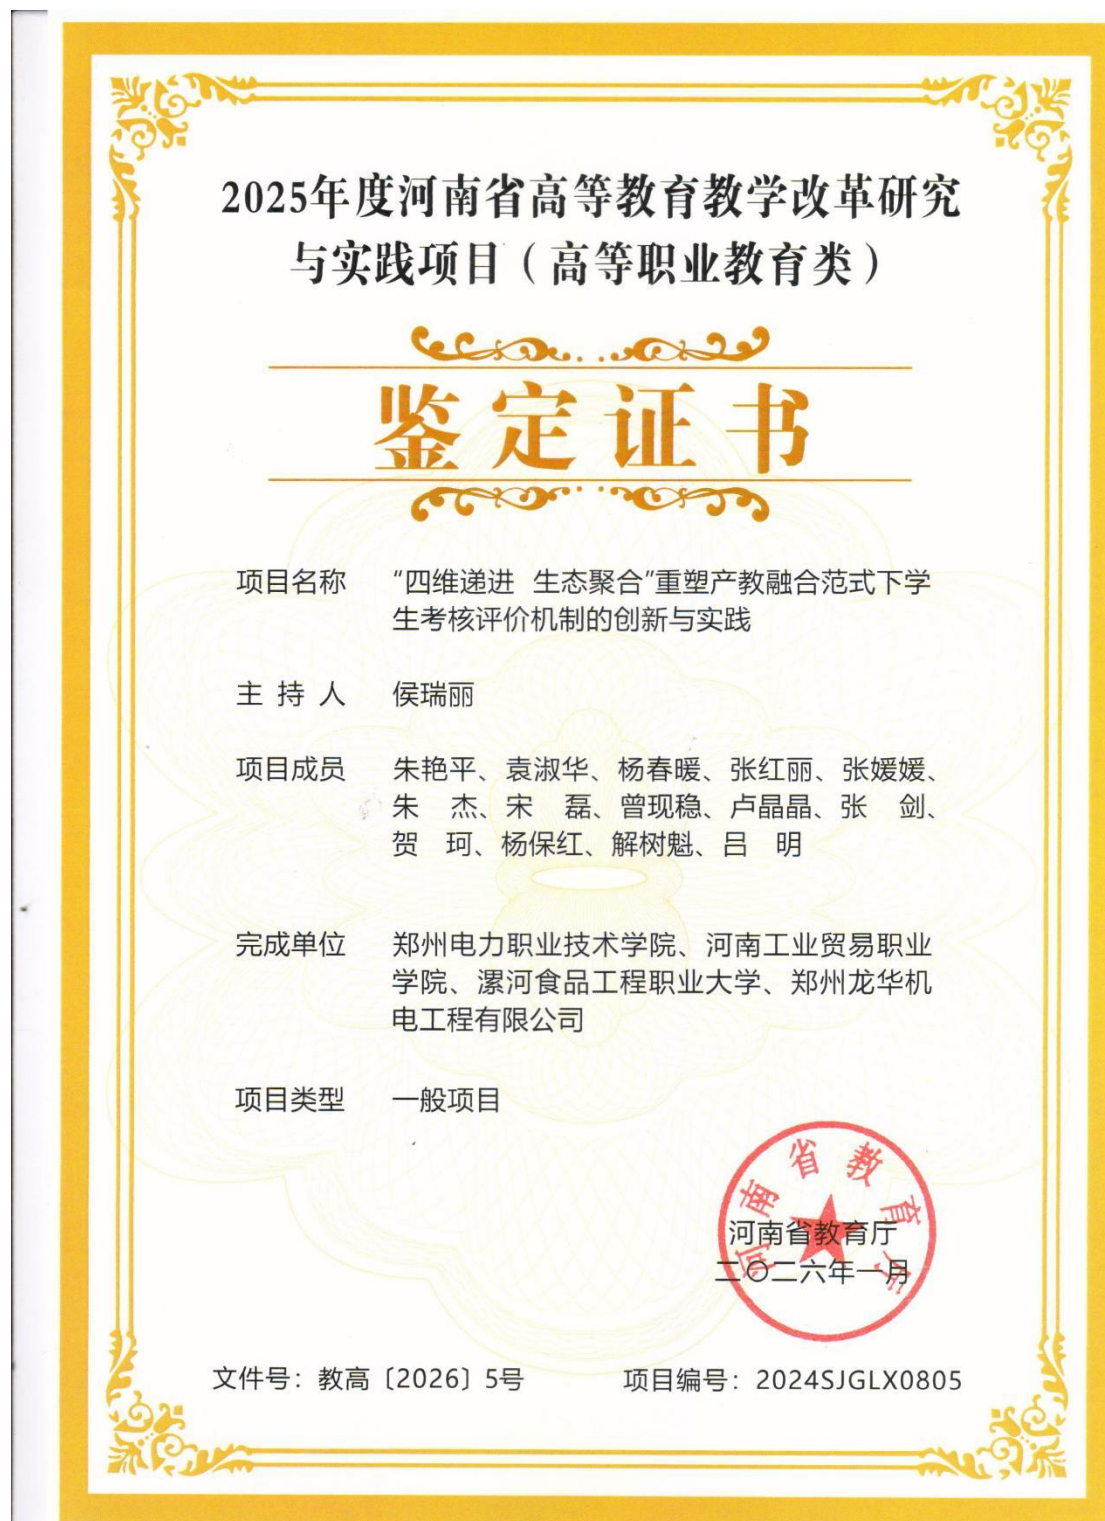 2025年度河南省高等教育教学改革研究
与实践项目（高等职业教育类）
鉴定证书
项目名称 “四维递进 生态聚合”重塑产教融合范式下学
生考核评价机制的创新与实践
主 持 人 侯瑞丽
项目成员 朱艳平、袁淑华、杨春暖、张红丽、张媛媛、
朱 杰、宋 磊、曾现稳、卢晶晶、张 剑、
贺 珂、杨保红、解树魁、吕 明
完成单位 郑州电力职业技术学院、河南工业贸易职业
学院、漯河食品工程职业大学、郑州龙华机
电工程有限公司
项目类型 一般项目
河南省教育厅
河南省教育厅
二〇二六年一月
文件号：教高〔2026〕5号 项目编号：2024SJGLX0805